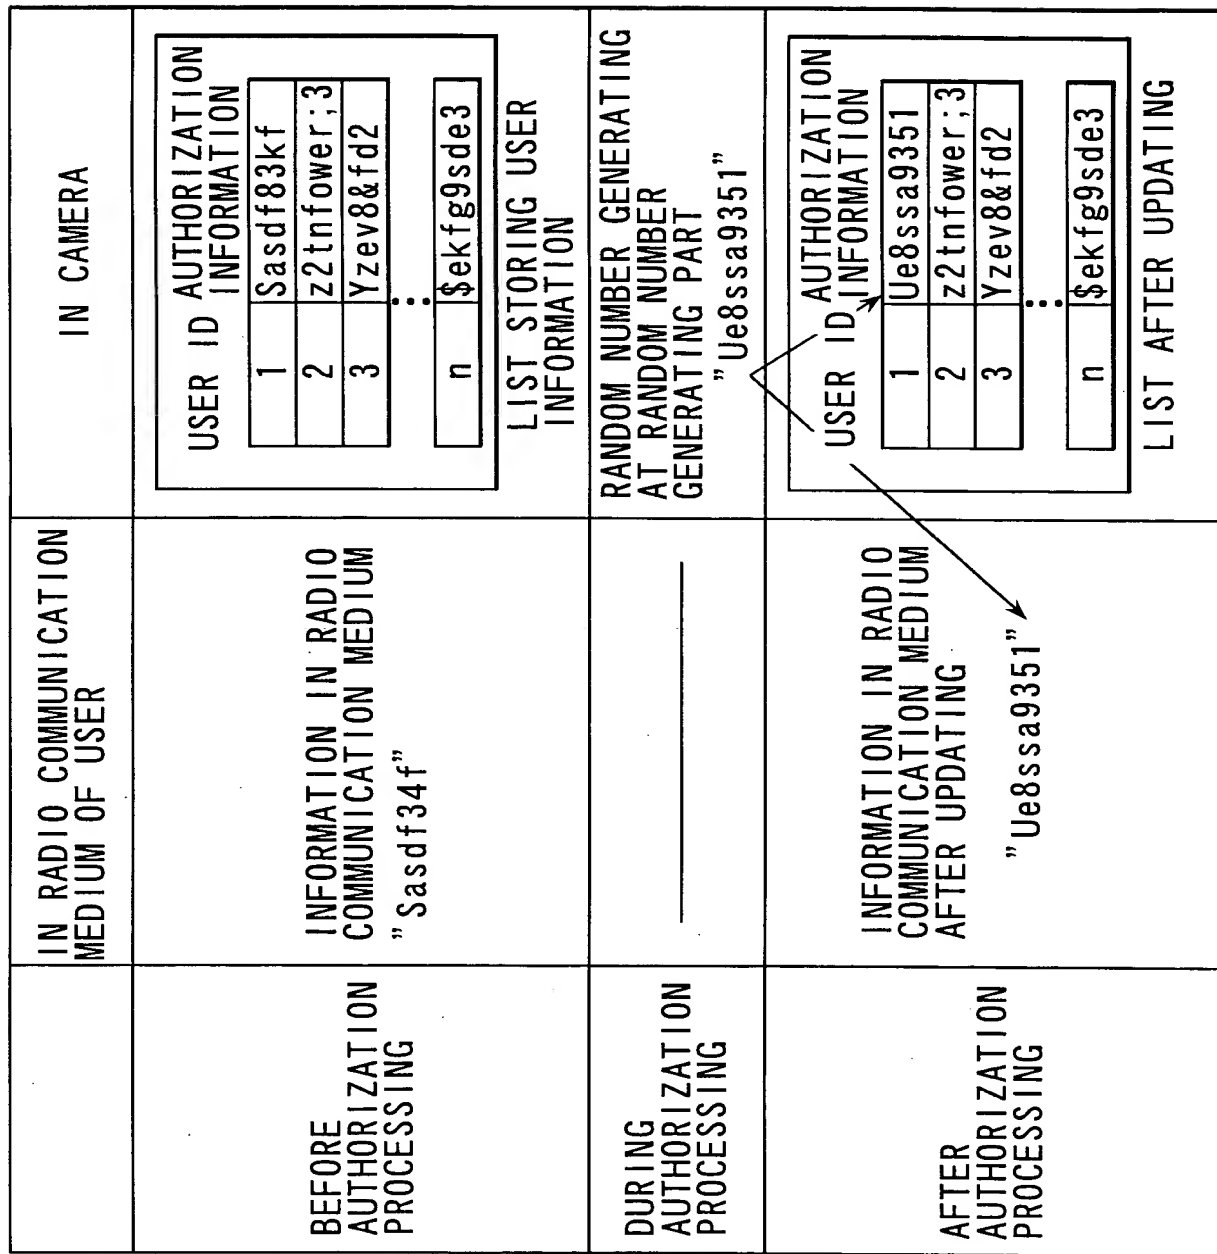 IN RADIO COMMUNICATION
MEDIUM OF USER
IN CAMERA
BEFORE
AUTHORIZATION
PROCESSING
INFORMATION IN RADIO
COMMUNICATION MEDIUM
"Sasdf34f"
USER ID AUTHORIZATION
INFORMATION
1 Sasdf83kf
2 z2tnfower;3
3 Yzev8&fd2
...
n $ekfg9sde3
LIST STORING USER
INFORMATION
DURING
AUTHORIZATION
PROCESSING
RANDOM NUMBER GENERATING
AT RANDOM NUMBER
GENERATING PART
"Ue8ssa9351"
AFTER
AUTHORIZATION
PROCESSING
INFORMATION IN RADIO
COMMUNICATION MEDIUM
AFTER UPDATING
"Ue8ssa9351"
USER ID AUTHORIZATION
INFORMATION
1 Ue8ssa9351
2 z2tnfower;3
3 Yzev8&fd2
...
n $ekfg9sde3
LIST AFTER UPDATING